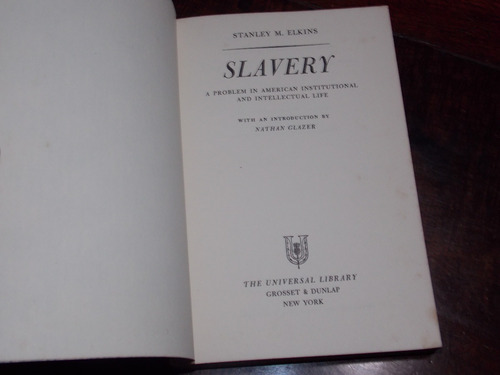 STANLEY M. ELKINS
SLAVERY
A PROBLEM IN AMERICAN INSTITUTIONAL
AND INTELLECTUAL LIFE
WITH AN INTRODUCTION BY
NATHAN GLAZER
THE UNIVERSAL LIBRARY
GROSSET & DUNLAP
NEW YORK